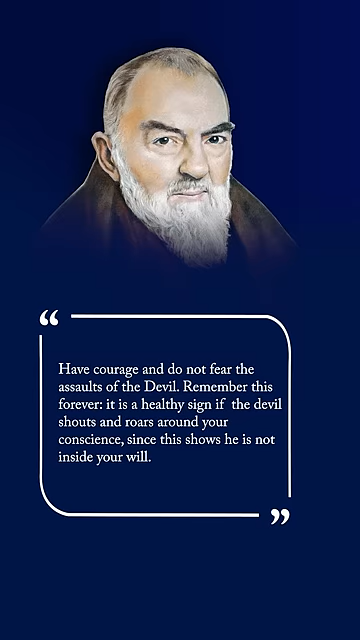 “
Have courage and do not fear the
assaults of the Devil. Remember this
forever: it is a healthy sign if the devil
shouts and roars around your
conscience, since this shows he is not
inside your will.
”